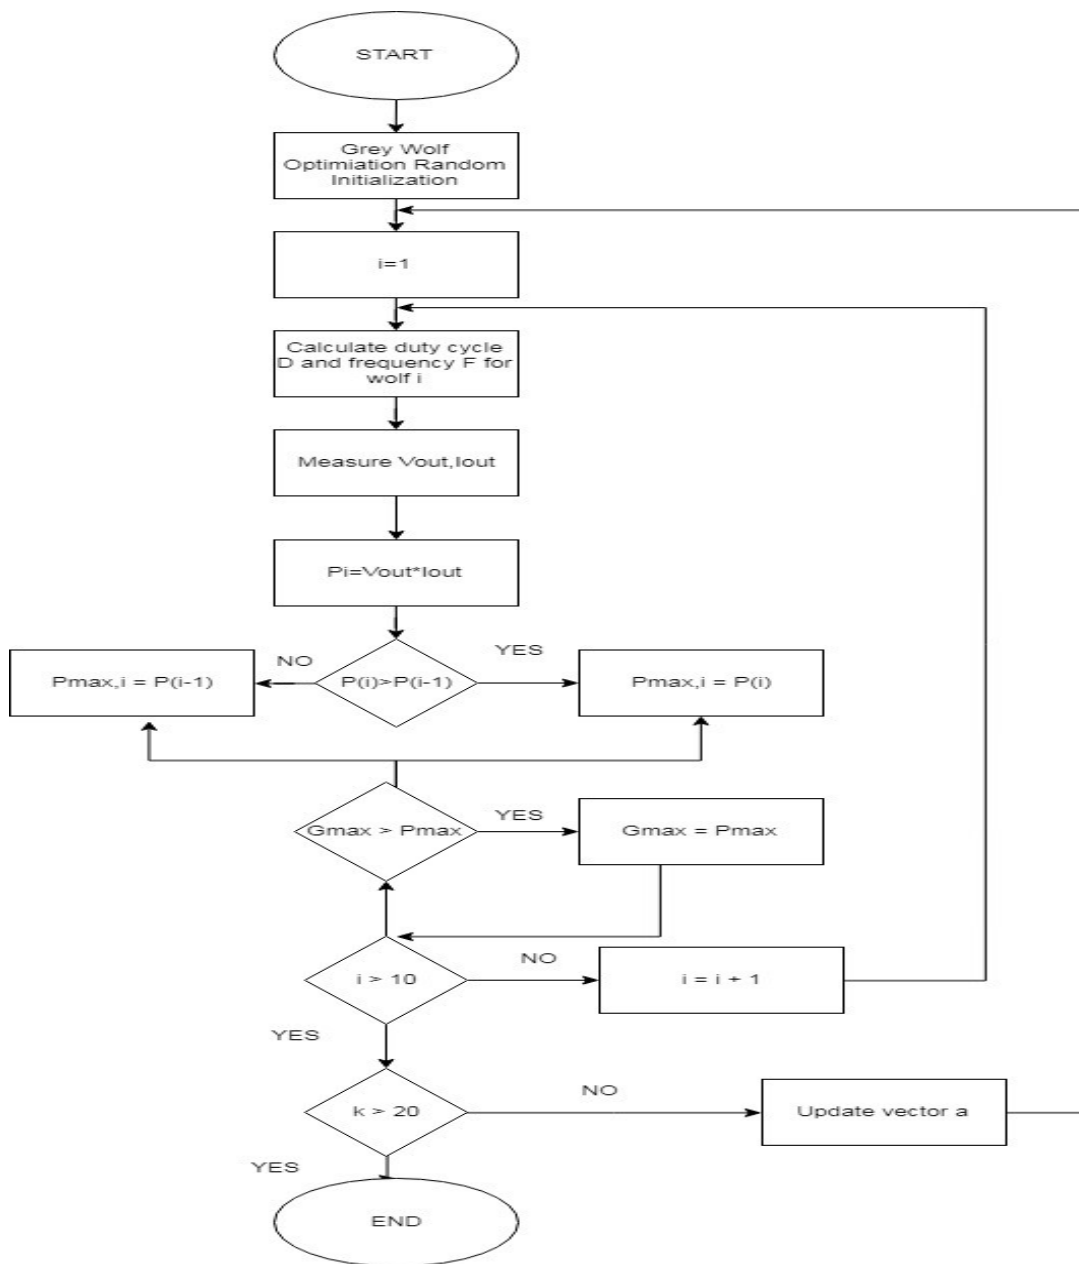 START
Grey Wolf
Optimiation Random
Initialization
i=1
Calculate duty cycle
D and frequency F for
wolf i
Measure Vout,Iout
Pi=Vout*Iout
NO
YES
Pmax,i = P(i-1)
P(i)>P(i-1)
Pmax,i = P(i)
YES
Gmax > Pmax
Gmax = Pmax
NO
i > 10
i = i + 1
YES
NO
k > 20
Update vector a
YES
END